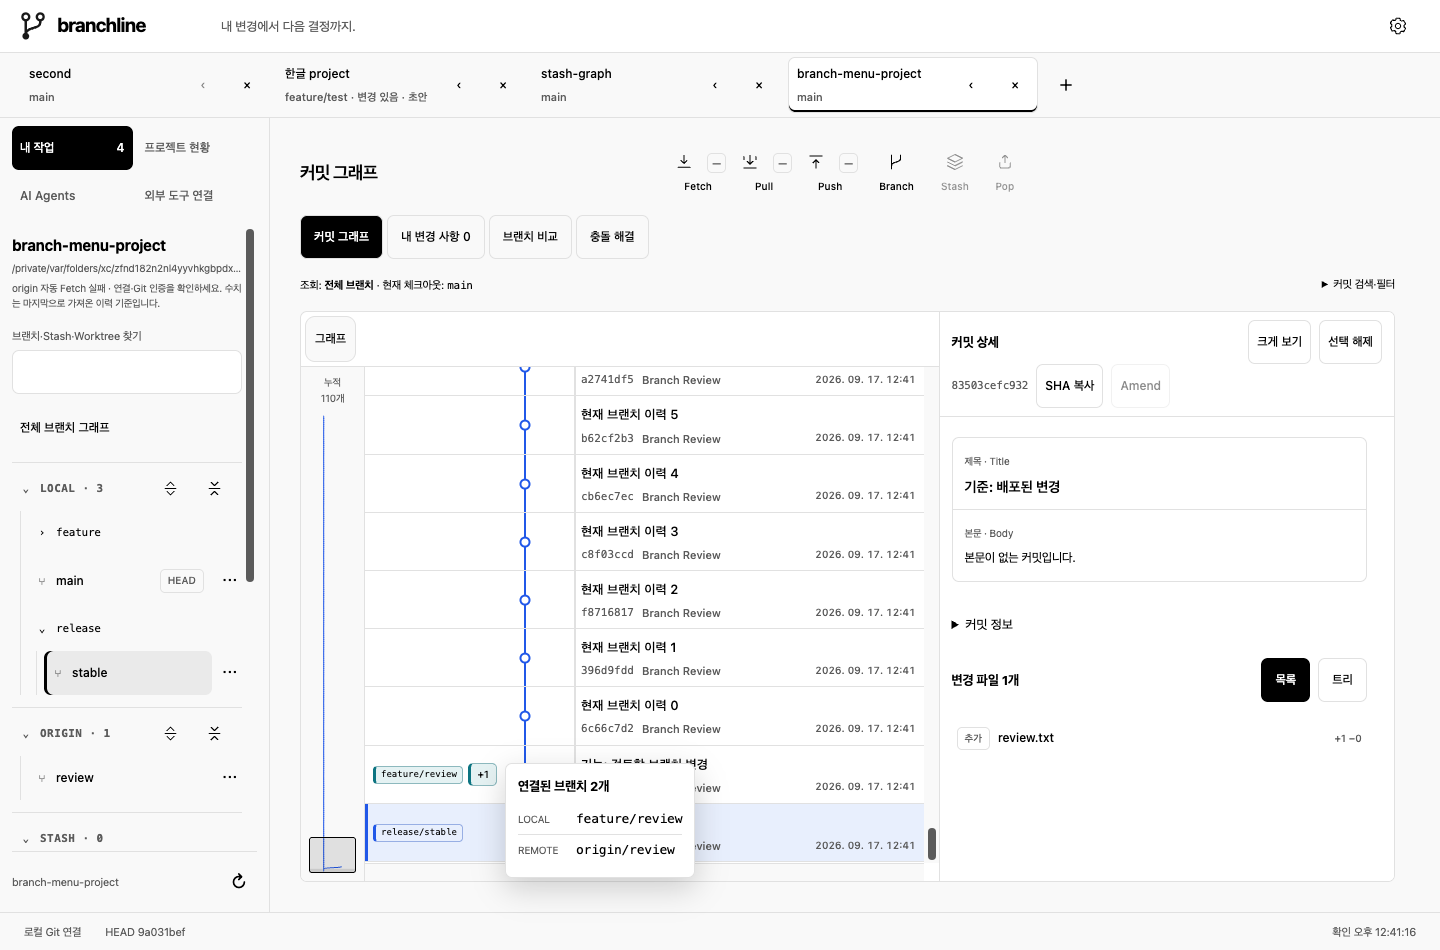 branchline
내 변경에서 다음 결정까지.
second
main
한글 project
feature/test · 변경 있음 · 초안
stash-graph
main
branch-menu-project
main
내 작업 4
프로젝트 현황
AI Agents
외부 도구 연결
branch-menu-project
/private/var/folders/xc/zfnd182n2nl4yyvhkgbpdx...
origin 자동 Fetch 실패 · 연결·Git 인증을 확인하세요. 수치
는 마지막으로 가져온 이력 기준입니다.
브랜치·Stash·Worktree 찾기
전체 브랜치 그래프
LOCAL · 3
feature
main HEAD
release
stable
ORIGIN · 1
review
STASH · 0
branch-menu-project
커밋 그래프
Fetch
Pull
Push
Branch
Stash
Pop
커밋 그래프
내 변경 사항 0
브랜치 비교
충돌 해결
조회: 전체 브랜치 · 현재 체크아웃: main
▶ 커밋 검색·필터
그래프
누적
110개
a2741df5 Branch Review 2026. 09. 17. 12:41
현재 브랜치 이력 5
b62cf2b3 Branch Review 2026. 09. 17. 12:41
현재 브랜치 이력 4
cb6ec7ec Branch Review 2026. 09. 17. 12:41
현재 브랜치 이력 3
c8f03ccd Branch Review 2026. 09. 17. 12:41
현재 브랜치 이력 2
f8716817 Branch Review 2026. 09. 17. 12:41
현재 브랜치 이력 1
396d9fdd Branch Review 2026. 09. 17. 12:41
현재 브랜치 이력 0
6c66c7d2 Branch Review 2026. 09. 17. 12:41
feature/review +1
변경
2026. 09. 17. 12:41
release/stable
2026. 09. 17. 12:41
연결된 브랜치 2개
LOCAL feature/review
REMOTE origin/review
커밋 상세
크게 보기
선택 해제
83503cefc932
SHA 복사
Amend
제목 · Title
기준: 배포된 변경
본문 · Body
본문이 없는 커밋입니다.
▶ 커밋 정보
변경 파일 1개
목록
트리
추가 review.txt +1 −0
로컬 Git 연결
HEAD 9a031bef
확인 오후 12:41:16